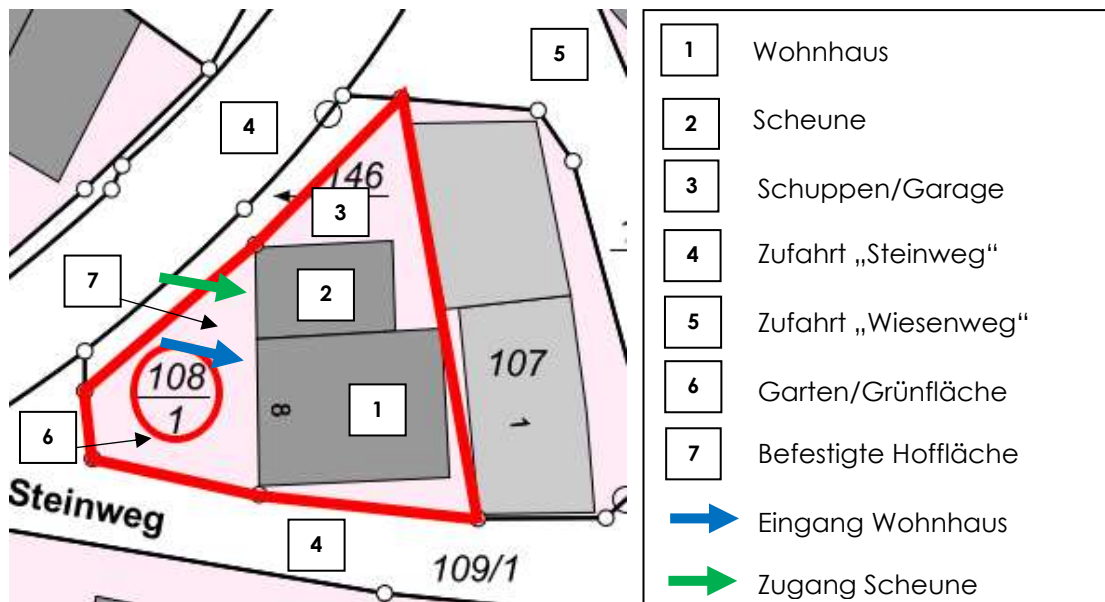 5
4
146
3
2
7
108
1
107
1
8
1
6
Steinweg
4
109/1
1 Wohnhaus
2 Scheune
3 Schuppen/Garage
4 Zufahrt „Steinweg“
5 Zufahrt „Wiesenweg“
6 Garten/Grünfläche
7 Befestigte Hoffläche
Eingang Wohnhaus
Zugang Scheune